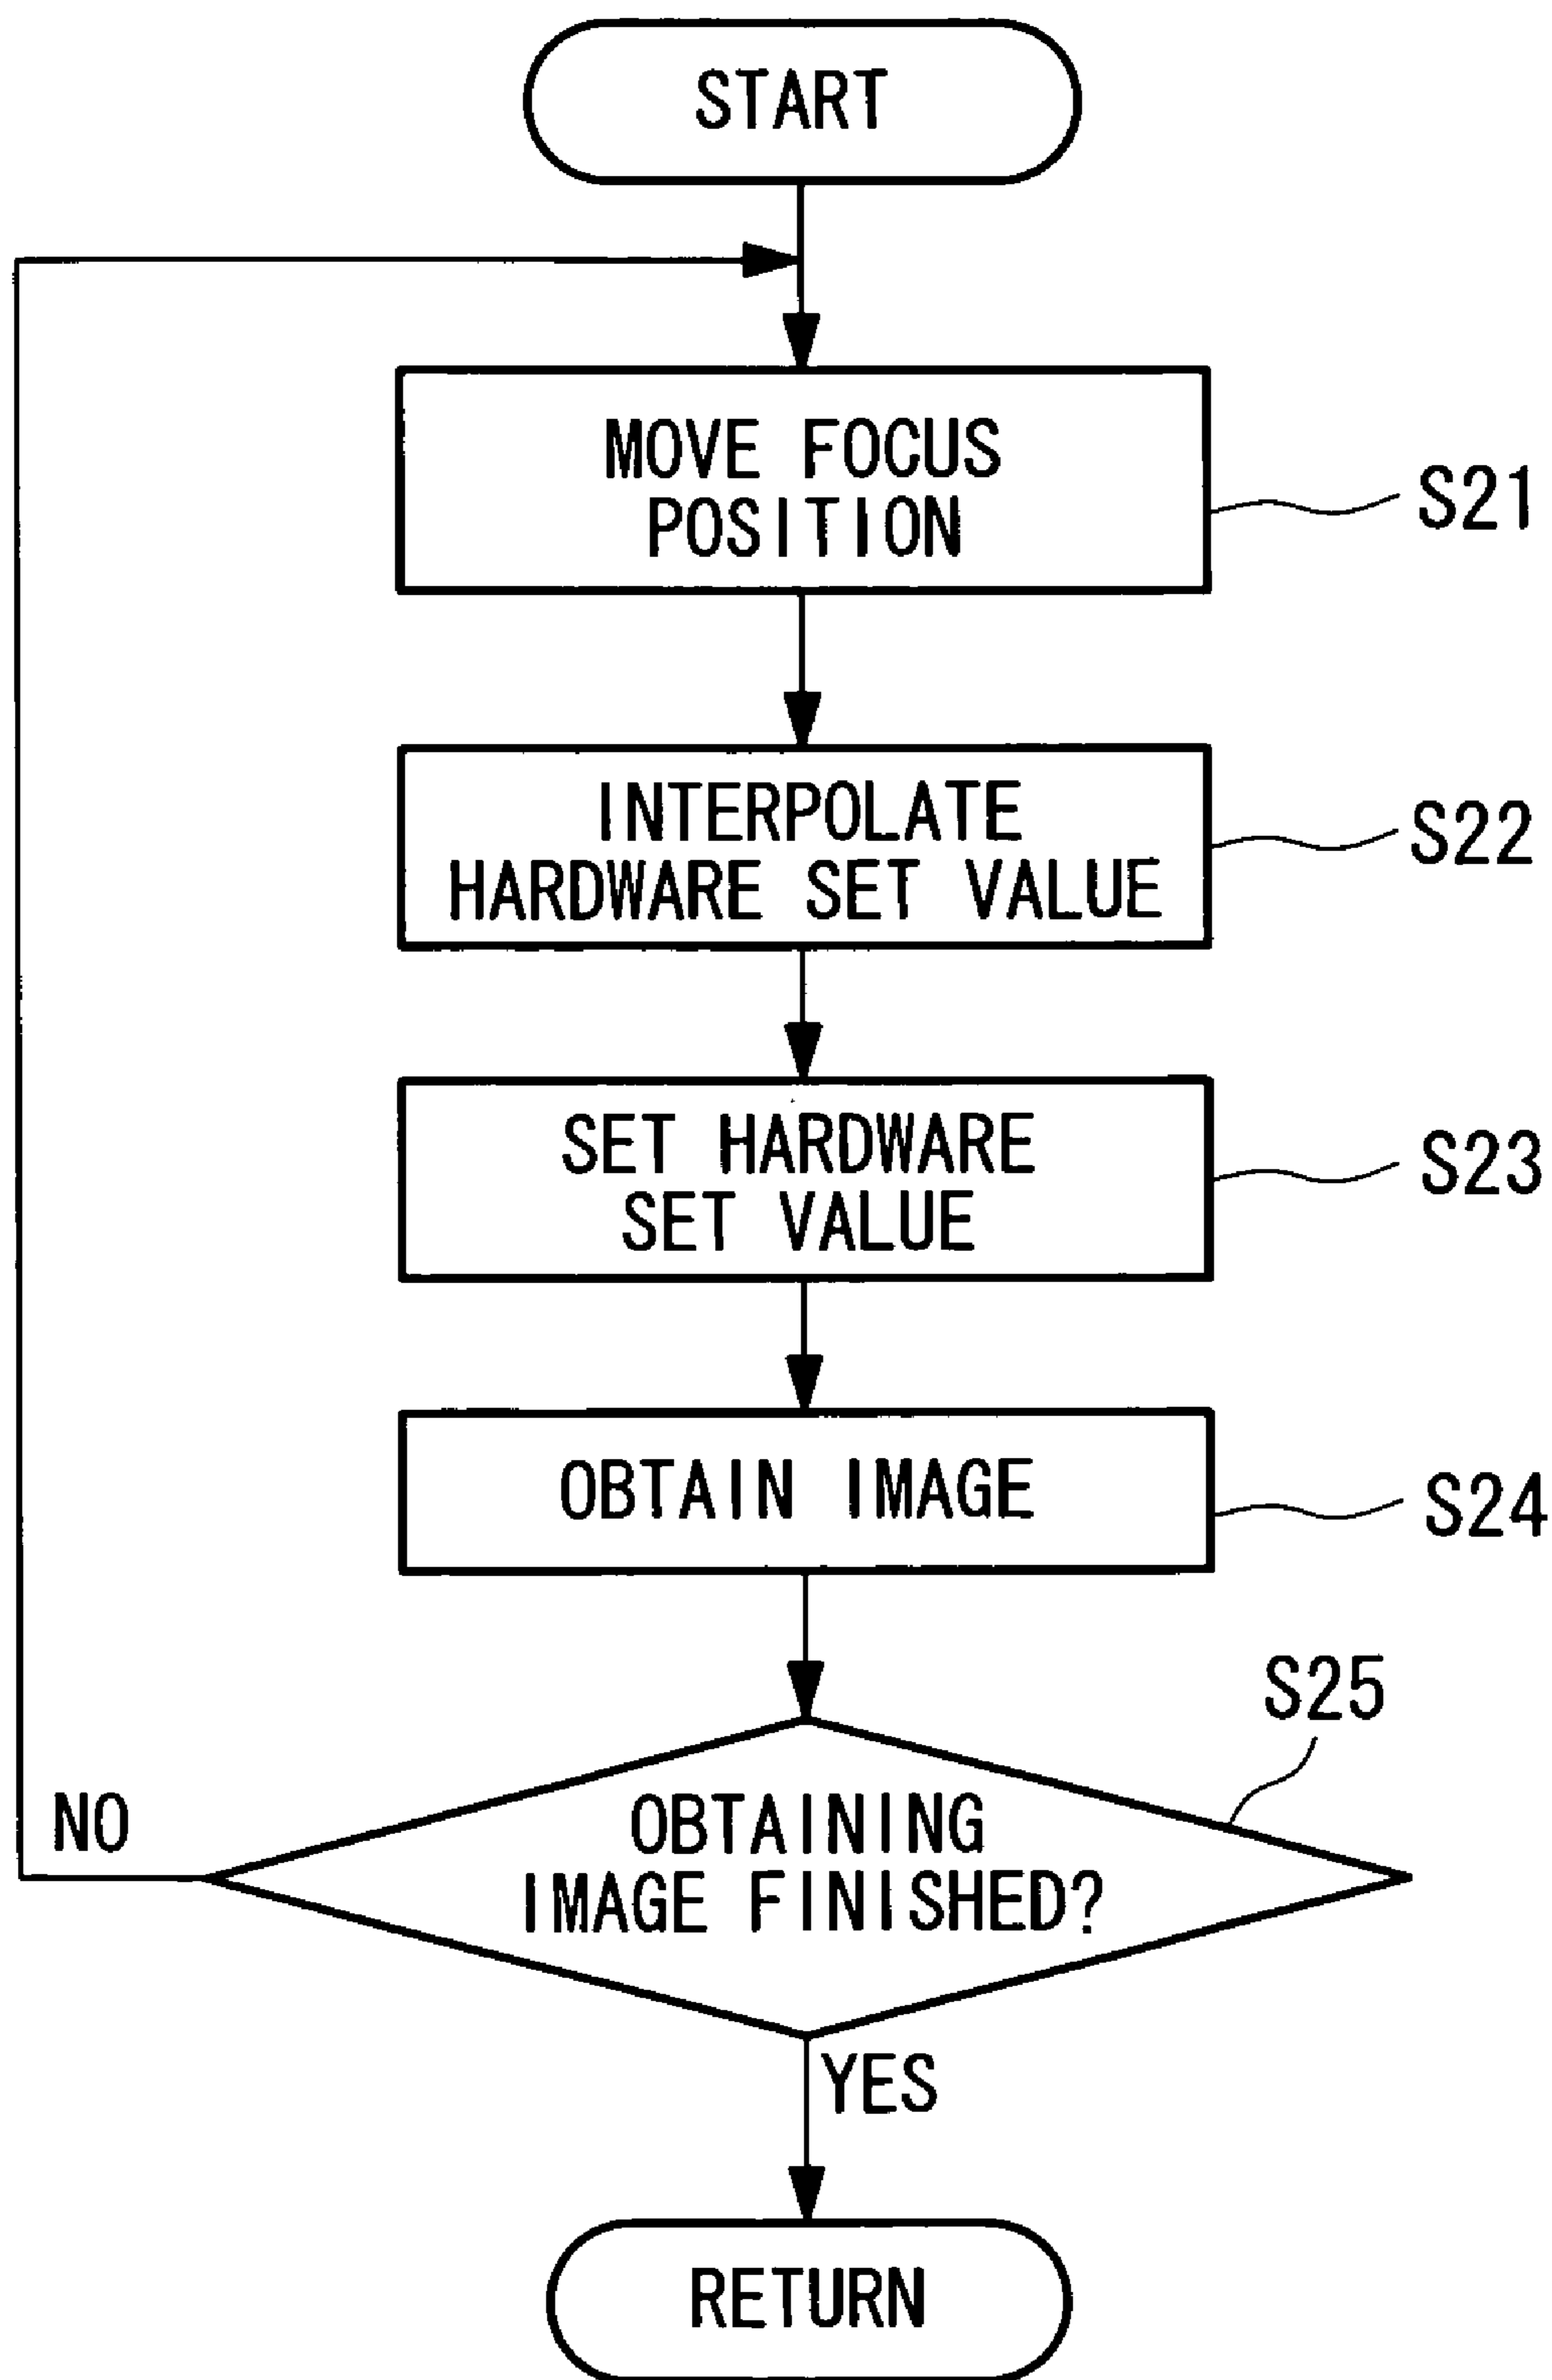 START
MOVE FOCUS
POSITION
S21
INTERPOLATE
HARDWARE SET VALUE
S22
SET HARDWARE
SET VALUE
S23
OBTAIN IMAGE
S24
S25
OBTAINING
IMAGE FINISHED?
NO
YES
RETURN